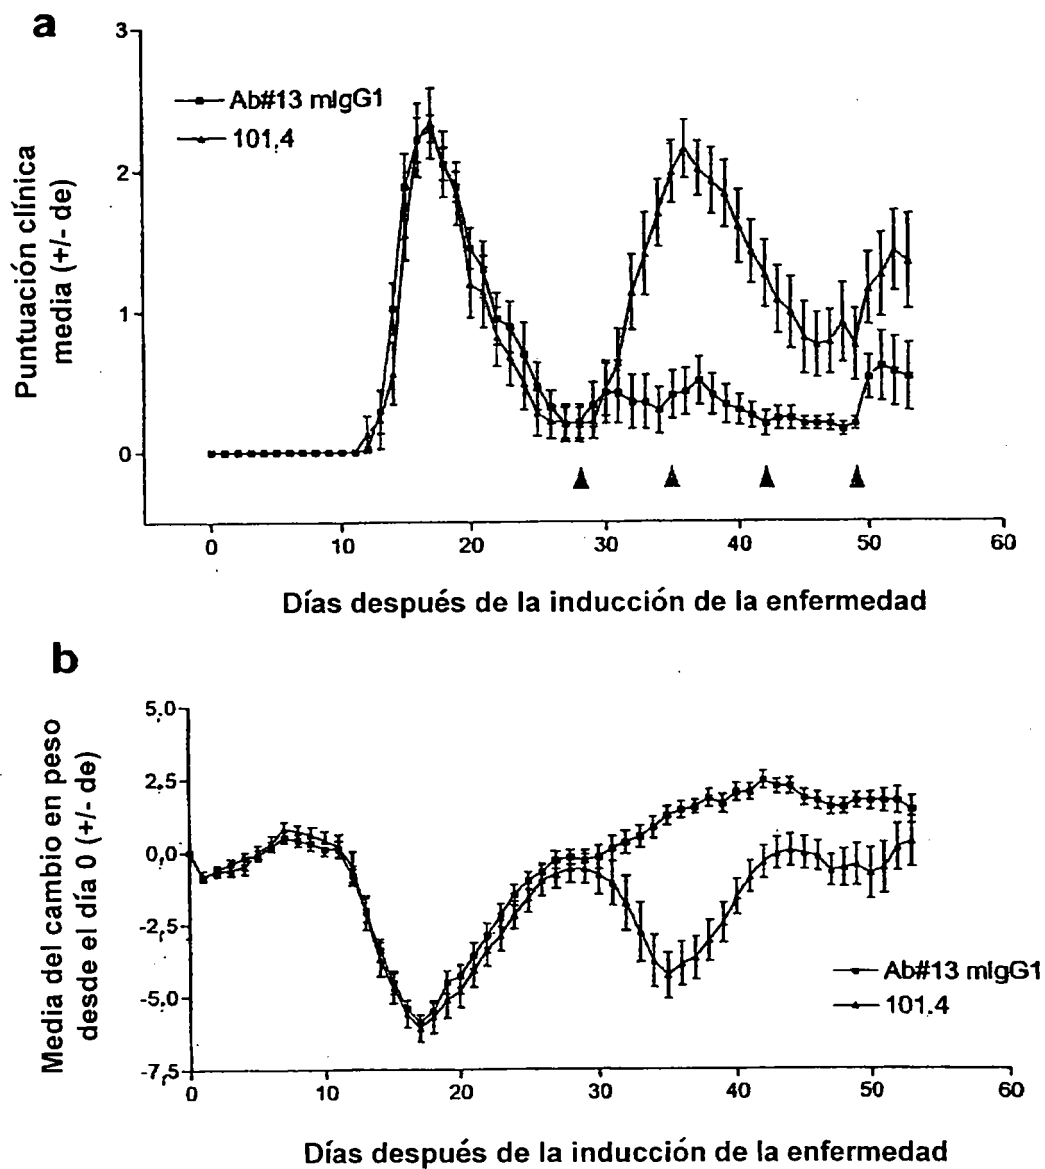 a
3
2
1
0
Puntuación clínica
media (+/- de)
Ab#13 mIgG1
101,4
0 10 20 30 40 50 60
Días después de la inducción de la enfermedad
b
5,0
2,5
0,0
-2,5
-5,0
-7,5
Media del cambio en peso
desde el día 0 (+/- de)
Ab#13 mIgG1
101,4
0 10 20 30 40 50 60
Días después de la inducción de la enfermedad